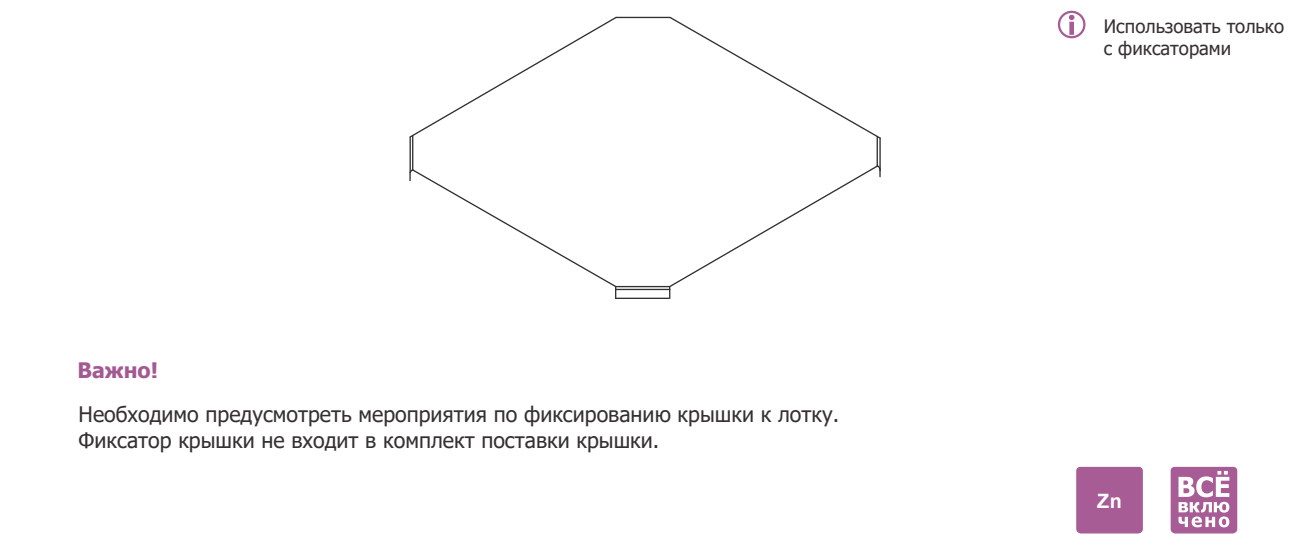 Использовать только
с фиксаторами
Важно!
Необходимо предусмотреть мероприятия по фиксированию крышки к лотку.
Фиксатор крышки не входит в комплект поставки крышки.
Zn
ВСЁ
ВКЛЮ
чено